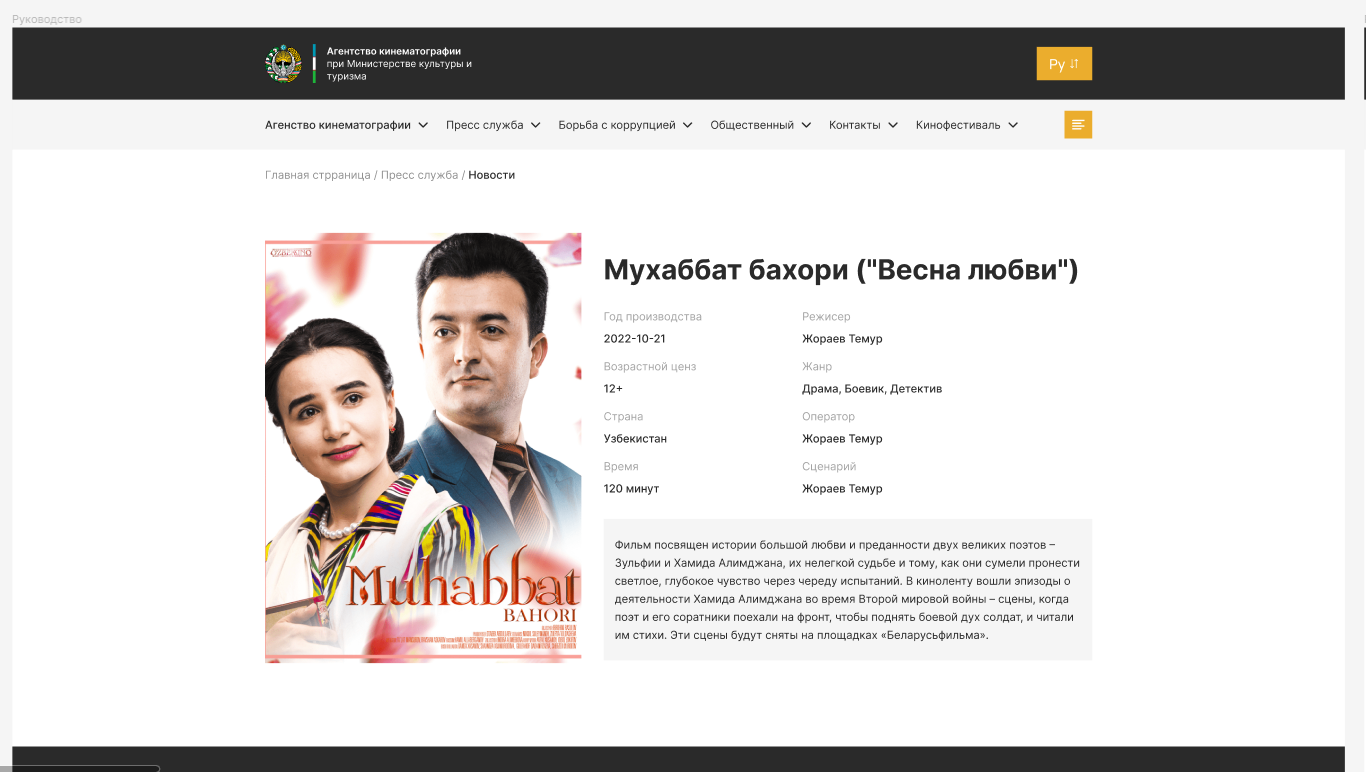 Руководство
Агентство кинематографии
при Министерстве культуры и
туризма
Ру
Агенство кинематографии
Пресс служба
Борьба с коррупцией
Общественный
Контакты
Кинофестиваль
Главная стрраница / Пресс служба / Новости
Мухаббат бахори ("Весна любви")
Год производства
2022-10-21
Режисер
Жораев Темур
Возрастной ценз
12+
Жанр
Драма, Боевик, Детектив
Страна
Узбекистан
Оператор
Жораев Темур
Время
120 минут
Сценарий
Жораев Темур
Фильм посвящен истории большой любви и преданности двух великих поэтов –
Зульфии и Хамида Алимджана, их нелегкой судьбе и тому, как они сумели пронести
светлое, глубокое чувство через череду испытаний. В киноленту вошли эпизоды о
деятельности Хамида Алимджана во время Второй мировой войны – сцены, когда
поэт и его соратники поехали на фронт, чтобы поднять боевой дух солдат, и читали
им стихи. Эти сцены будут сняты на площадках «Беларусьфильма».
Muhabbat
BAHORI